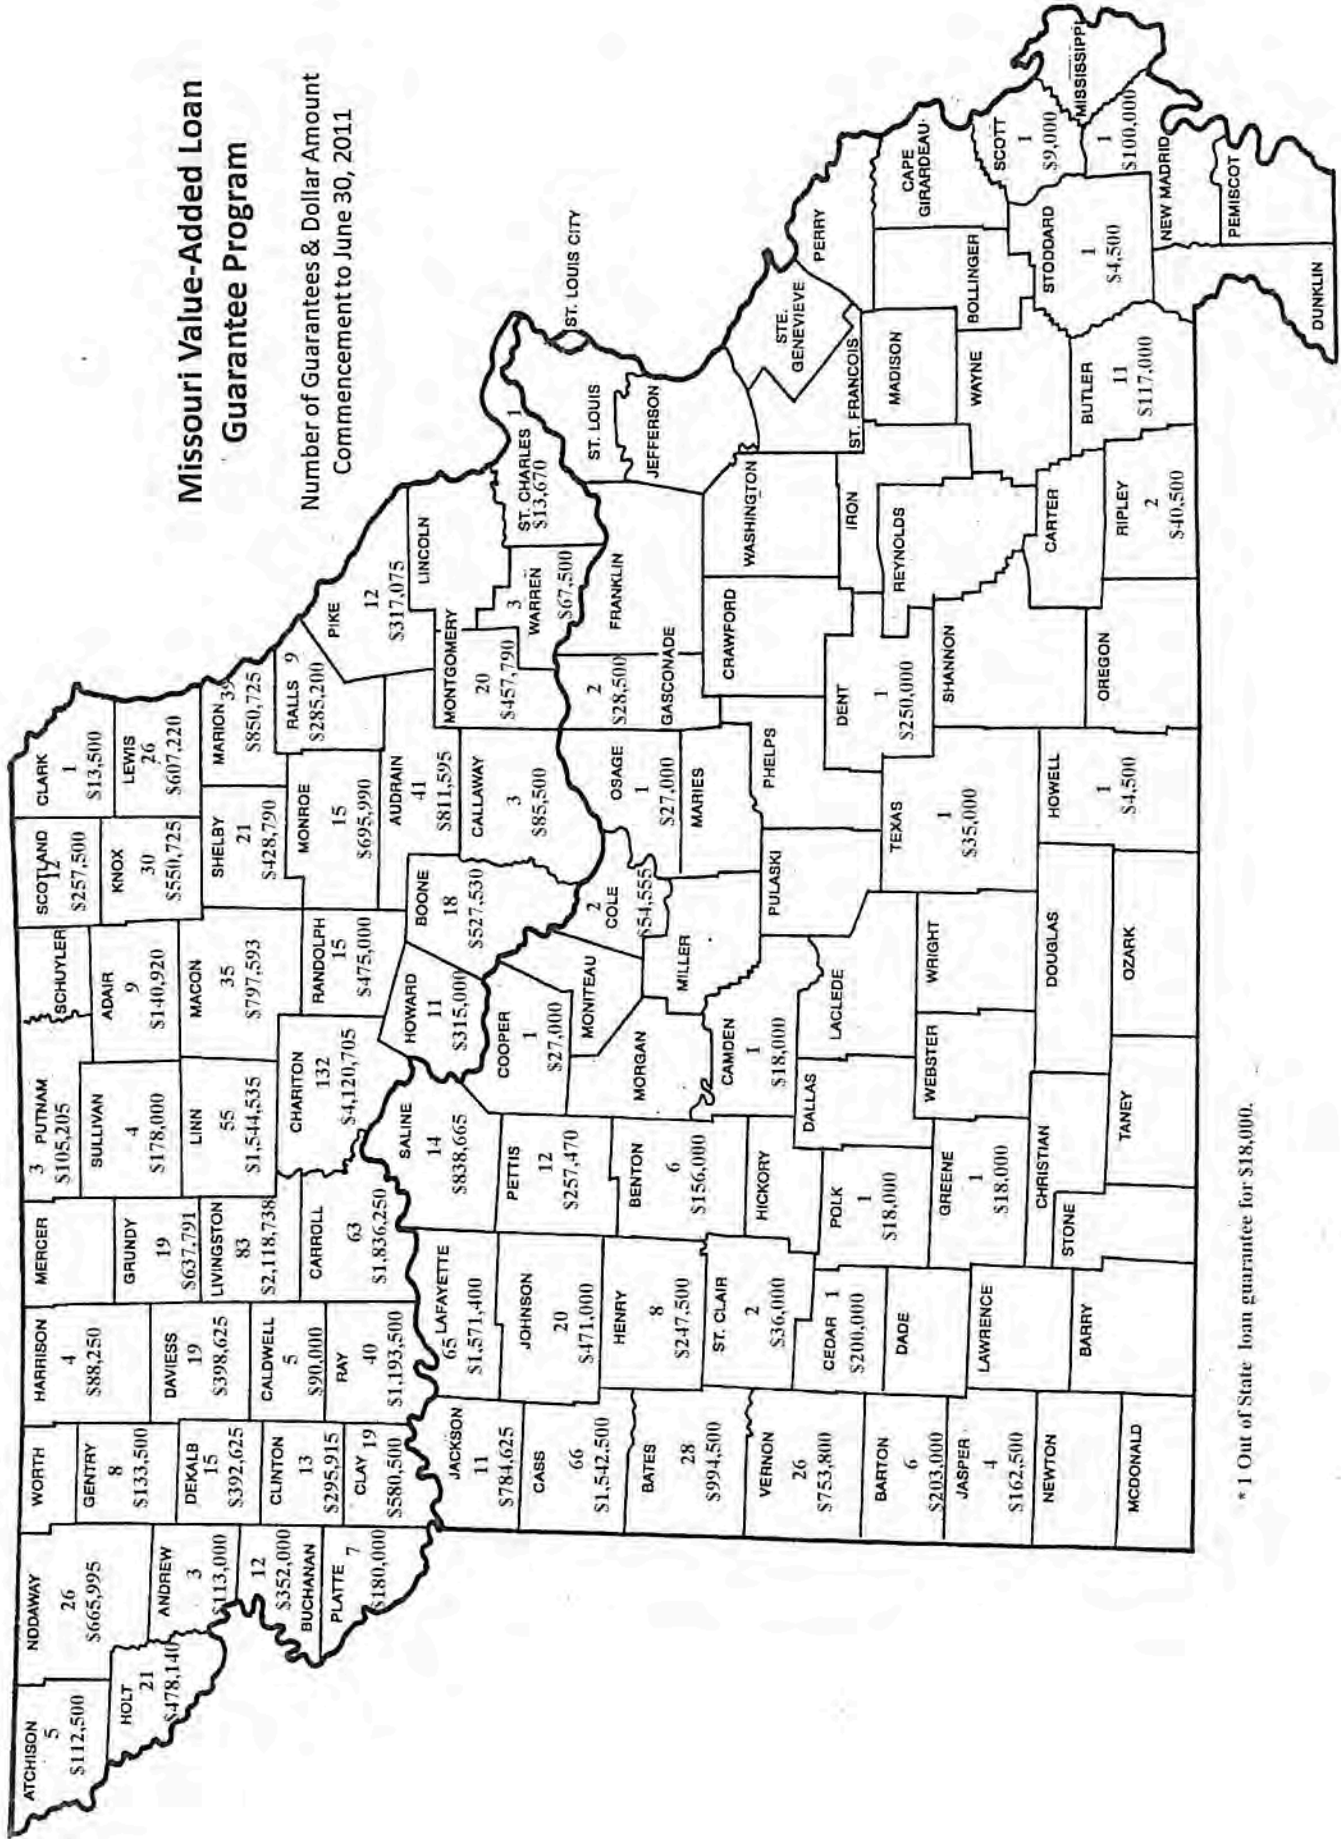 Missouri Value-Added Loan
Guarantee Program
Number of Guarantees & Dollar Amount
Commencement to June 30, 2011
ATCHISON
5
$112,500
NODAWAY
26
$665,995
HOLT
21
$478,140
ANDREW
3
$113,000
12
$352,000
BUCHANAN
PLATTE 7
$180,000
WORTH
GENTRY
8
$133,500
DEKALB
15
$392,625
CLINTON
13
$295,915
CLAY 19
$580,500
HARRISON
4
$88,250
DAVIESS
19
$398,625
CALDWELL
5
$90,000
RAY
40
$1,193,500
MERCER
GRUNDY
19
$637,791
LIVINGSTON
83
$2,118,738
CARROLL
63
$1,836,250
3 PUTNAM
$105,205
SULLIVAN
4
$178,000
LINN
55
$1,544,535
CHARITON
132
$4,120,705
SCHUYLER
ADAIR
9
$140,920
MACON
35
$797,593
RANDOLPH
15
$475,000
HOWARD
11
$315,000
SCOTLAND
12
$257,500
KNOX
30
$550,725
SHELBY
21
$428,790
MONROE
15
$695,990
CLARK
1
$13,500
LEWIS
26
$607,220
MARION 39
$850,725
RALLS 9
$285,200
AUDRAIN
41
$811,595
PIKE
12
$317,075
LINCOLN
MONTGOMERY
20
$457,790
3
WARREN
$67,500
ST. CHARLES 1
$13,670
ST. LOUIS CITY
ST. LOUIS
JEFFERSON
FRANKLIN
2
$28,500
GASCONADE
CALLAWAY
3
$85,500
BOONE
18
$527,530
OSAGE
1
$27,000
MARIES
2
COLE
$54,555
MILLER
MONITEAU
COOPER
1
$27,000
MORGAN
SALINE
14
$838,665
PETTIS
12
$257,470
BENTON
6
$156,000
HICKORY
65 LAFAYETTE
$1,571,400
JOHNSON
20
$471,000
HENRY
8
$247,500
ST. CLAIR
2
$36,000
CEDAR 1
$200,000
JACKSON
11
$784,625
CASS
66
$1,542,500
BATES
28
$994,500
VERNON
26
$753,800
BARTON
6
$203,000
JASPER
4
$162,500
NEWTON
MCDONALD
DADE
LAWRENCE
BARRY
POLK
1
$18,000
GREENE
1
$18,000
CHRISTIAN
STONE
TANEY
CAMDEN
1
$18,000
DALLAS
LACLEDE
WEBSTER
WRIGHT
DOUGLAS
OZARK
PULASKI
PHELPS
TEXAS
1
$35,000
HOWELL
1
$4,500
DENT
1
$250,000
CRAWFORD
WASHINGTON
IRON
REYNOLDS
SHANNON
OREGON
CARTER
RIPLEY
2
$40,500
STE.
GENEVIEVE
ST. FRANCOIS
PERRY
MADISON
BOLLINGER
CAPE
GIRARDEAU
WAYNE
BUTLER
11
$117,000
STODDARD
1
$4,500
SCOTT
1
$9,000
MISSISSIPPI
1
$100,000
NEW MADRID
PEMISCOT
DUNKLIN
* 1 Out of State loan guarantee for $18,000.